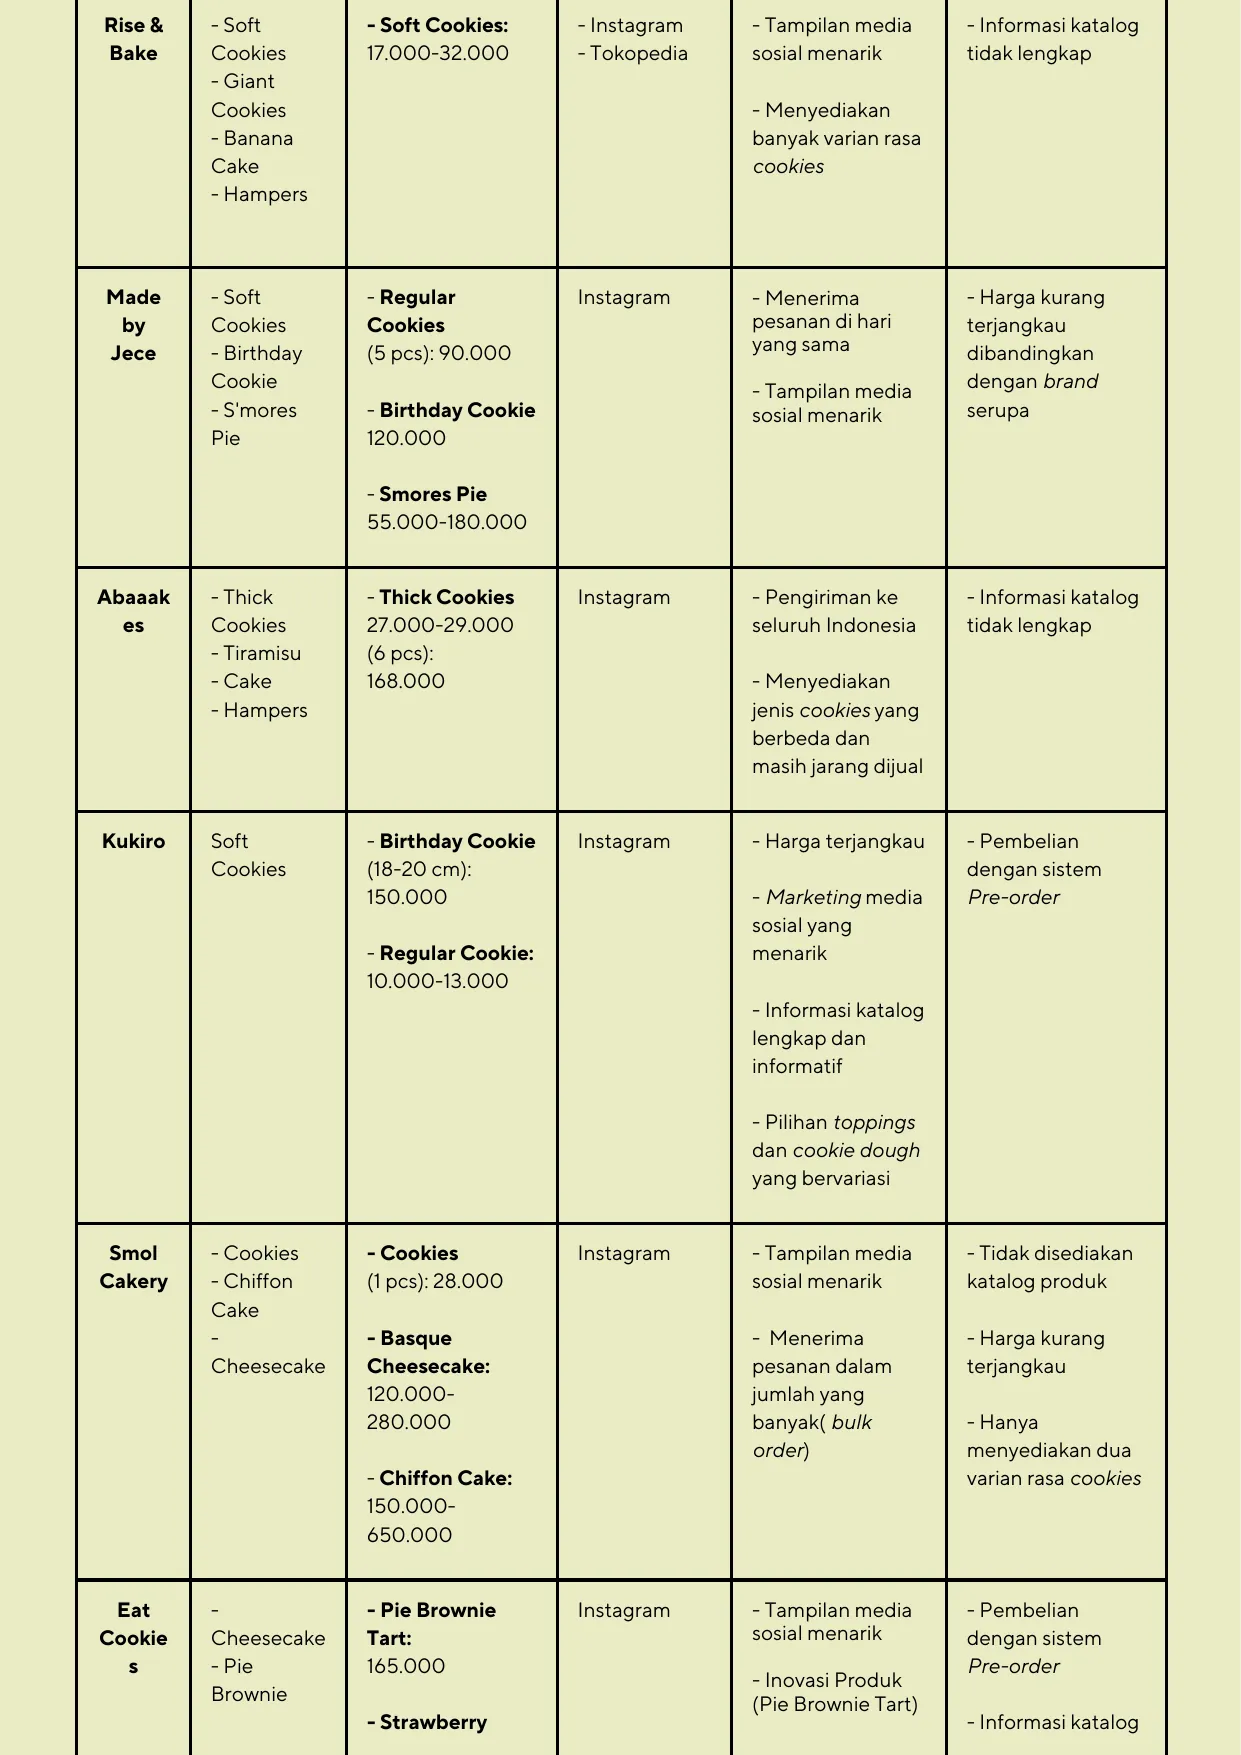 Rise &
Bake
- Soft
Cookies
- Giant
Cookies
- Banana
Cake
- Hampers
- Soft Cookies:
17.000-32.000
- Instagram
- Tokopedia
- Tampilan media
sosial menarik
- Menyediakan
banyak varian rasa
cookies
- Informasi katalog
tidak lengkap
Made
by
Jece
- Soft
Cookies
- Birthday
Cookie
- S'mores
Pie
- Regular
Cookies
(5 pcs): 90.000
- Birthday Cookie
120.000
- Smores Pie
55.000-180.000
Instagram
- Menerima
pesanan di hari
yang sama
- Tampilan media
sosial menarik
- Harga kurang
terjangkau
dibandingkan
dengan brand
serupa
Abaaak
es
- Thick
Cookies
- Tiramisu
- Cake
- Hampers
- Thick Cookies
27.000-29.000
(6 pcs):
168.000
Instagram
- Pengiriman ke
seluruh Indonesia
- Menyediakan
jenis cookies yang
berbeda dan
masih jarang dijual
- Informasi katalog
tidak lengkap
Kukiro
Soft
Cookies
- Birthday Cookie
(18-20 cm):
150.000
- Regular Cookie:
10.000-13.000
Instagram
- Harga terjangkau
- Marketing media
sosial yang
menarik
- Informasi katalog
lengkap dan
informatif
- Pilihan toppings
dan cookie dough
yang bervariasi
- Pembelian
dengan sistem
Pre-order
Smol
Cakery
- Cookies
- Chiffon
Cake
-
Cheesecake
- Cookies
(1 pcs): 28.000
- Basque
Cheesecake:
120.000-
280.000
- Chiffon Cake:
150.000-
650.000
Instagram
- Tampilan media
sosial menarik
- Menerima
pesanan dalam
jumlah yang
banyak( bulk
order)
- Tidak disediakan
katalog produk
- Harga kurang
terjangkau
- Hanya
menyediakan dua
varian rasa cookies
Eat
Cookie
s
-
Cheesecake
- Pie
Brownie
- Pie Brownie
Tart:
165.000
- Strawberry
Instagram
- Tampilan media
sosial menarik
- Inovasi Produk
(Pie Brownie Tart)
- Pembelian
dengan sistem
Pre-order
- Informasi katalog